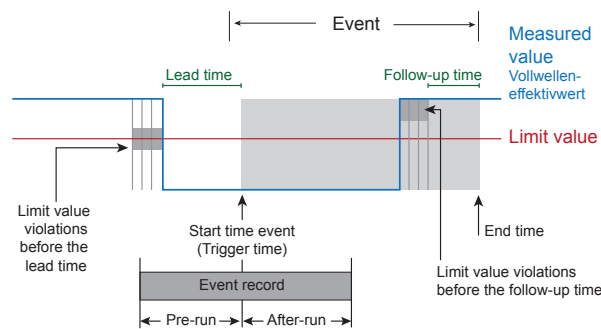 Event
Measured
value
Vollwellen-
effektivwert
Lead time
Follow-up time
Limit value
Limit value
violations
before the
lead time
Start time event
(Trigger time)
End time
Limit value violations
before the follow-up time
Event record
Pre-run
After-run